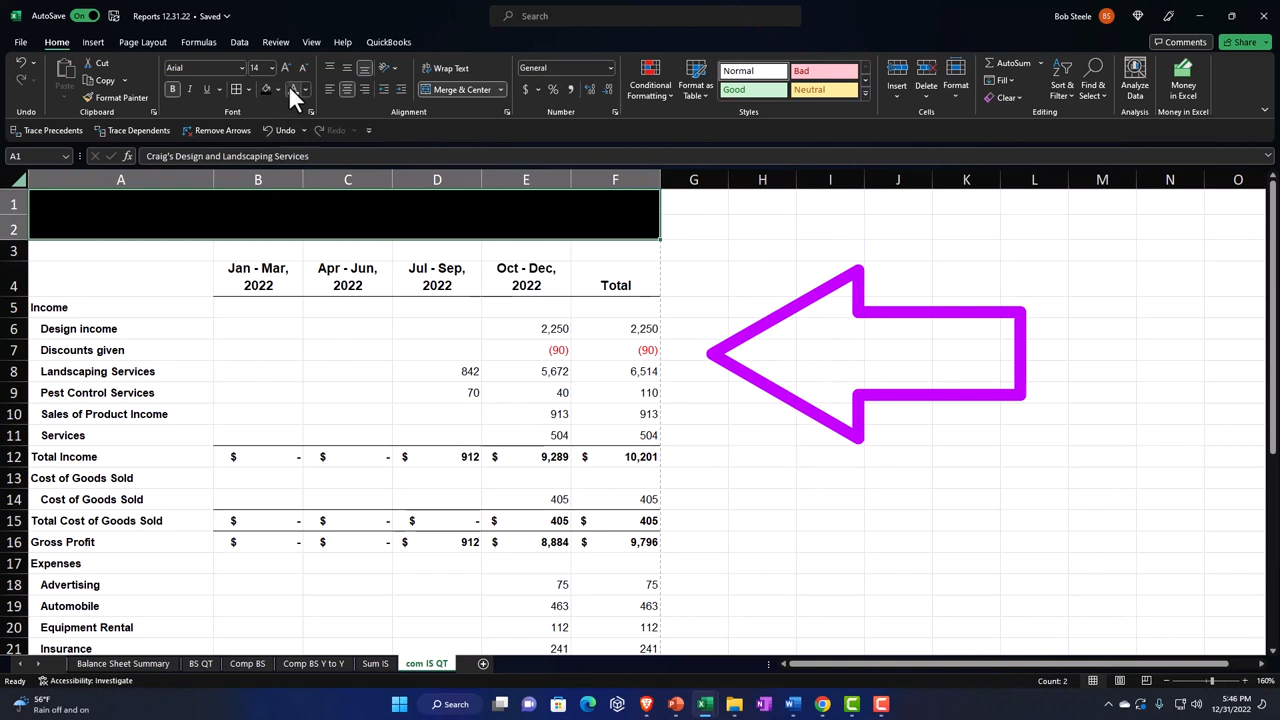 AutoSave On Reports 12.31.22 • Saved Search Bob Steele BS
File Home Insert Page Layout Formulas Data Review View Help QuickBooks Comments Share
Cut Arial 14 Wrap Text General Normal Bad AutoSum
Paste Copy Conditional Formatting Format as Table Insert Delete Format Fill Sort & Filter Find & Select Analyze Data Money in Excel
Format Painter B I U Merge & Center $ % Good Neutral Clear
Undo Clipboard Font Alignment Number Styles Cells Editing Analysis Money in Excel
Trace Precedents Trace Dependents Remove Arrows Undo Redo
A1 fx Craig's Design and Landscaping Services
A B C D E F G H I J K L M N O
1
2
3
4 Jan - Mar, 2022 Apr - Jun, 2022 Jul - Sep, 2022 Oct - Dec, 2022 Total
5 Income
6 Design income 2,250 2,250
7 Discounts given (90) (90)
8 Landscaping Services 842 5,672 6,514
9 Pest Control Services 70 40 110
10 Sales of Product Income 913 913
11 Services 504 504
12 Total Income $ - $ - $ 912 $ 9,289 $ 10,201
13 Cost of Goods Sold
14 Cost of Goods Sold 405 405
15 Total Cost of Goods Sold $ - $ - $ - $ 405 $ 405
16 Gross Profit $ - $ - $ 912 $ 8,884 $ 9,796
17 Expenses
18 Advertising 75 75
19 Automobile 463 463
20 Equipment Rental 112 112
21 Insurance 241 241
Balance Sheet Summary BS QT Comp BS Comp BS Y to Y Sum IS com IS QT
Ready Accessibility: Investigate Count: 2 160%
56°F Search 5:46 PM
Rain off and on 12/31/2022